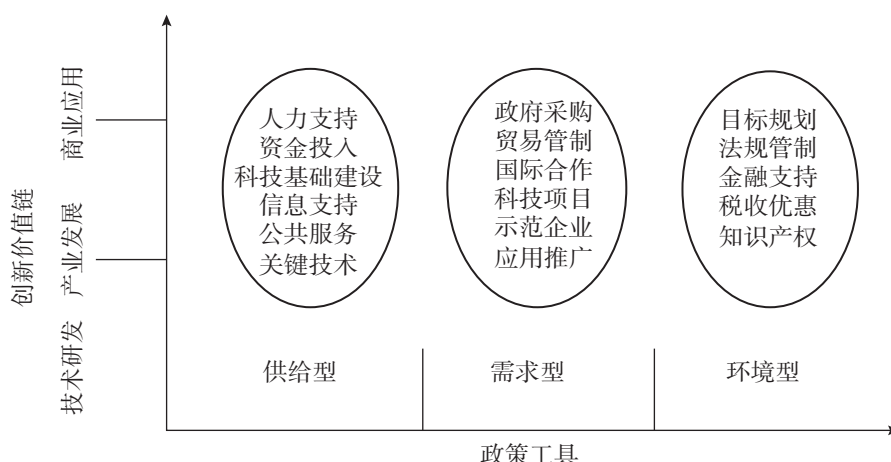 创新价值链
商业应用
产业发展
技术研发
人力支持
资金投入
科技基础建设
信息支持
公共服务
关键技术
政府采购
贸易管制
国际合作
科技项目
示范企业
应用推广
目标规划
法规管制
金融支持
税收优惠
知识产权
供给型
需求型
环境型
政策工具